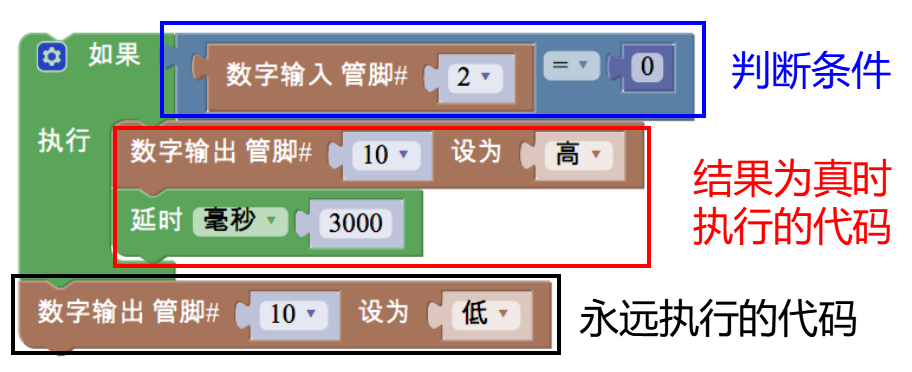 如果 数字输入 管脚# 2 = 0
判断条件
执行 数字输出 管脚# 10 设为 高
延时 毫秒 3000
结果为真时
执行的代码
数字输出 管脚# 10 设为 低
永远执行的代码